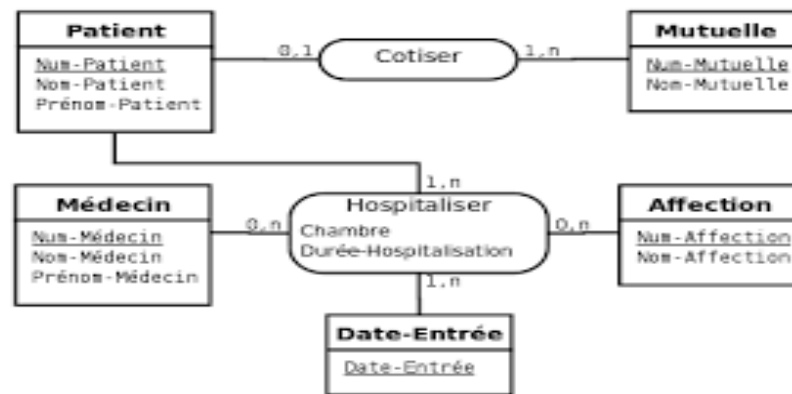 Patient
Num-Patient
Nom-Patient
Prénom-Patient
0,1
Cotiser
1,n
Mutuelle
Num-Mutuelle
Nom-Mutuelle
1,n
Médecin
Num-Médecin
Nom-Médecin
Prénom-Médecin
0,n
Hospitaliser
Chambre
Durée-Hospitalisation
0,n
Affection
Num-Affection
Nom-Affection
1,n
Date-Entrée
Date-Entrée